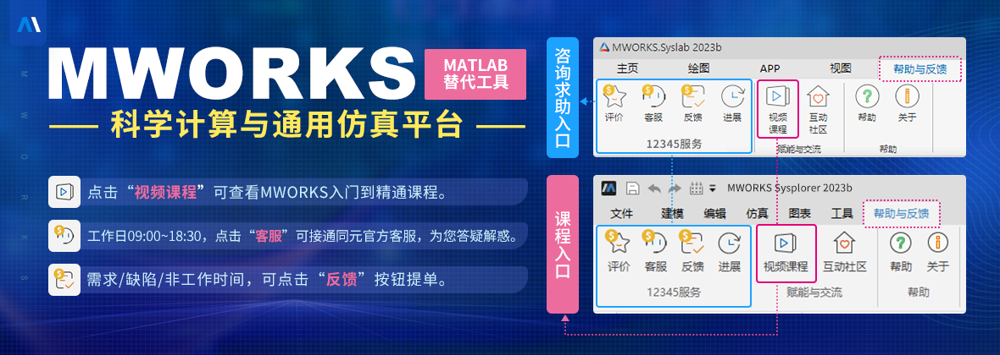 MWORKS
MATLAB
替代工具
科学计算与通用仿真平台
点击“视频课程”可查看MWORKS入门到精通课程。
工作日09:00~18:30，点击“客服”可接通同元官方客服，为您答疑解惑。
需求/缺陷/非工作时间，可点击“反馈”按钮提单。
M W O R K S
咨询求助入口
MWORKS.Syslab 2023b
主页 绘图 APP 视图 帮助与反馈
评价 客服 反馈 进展 视频课程 互动社区 帮助 关于
12345服务 赋能与交流 帮助
课程入口
MWORKS Sysplorer 2023b
文件 建模 编辑 仿真 图表 工具 帮助与反馈
评价 客服 反馈 进展 视频课程 互动社区 帮助 关于
12345服务 赋能与交流 帮助